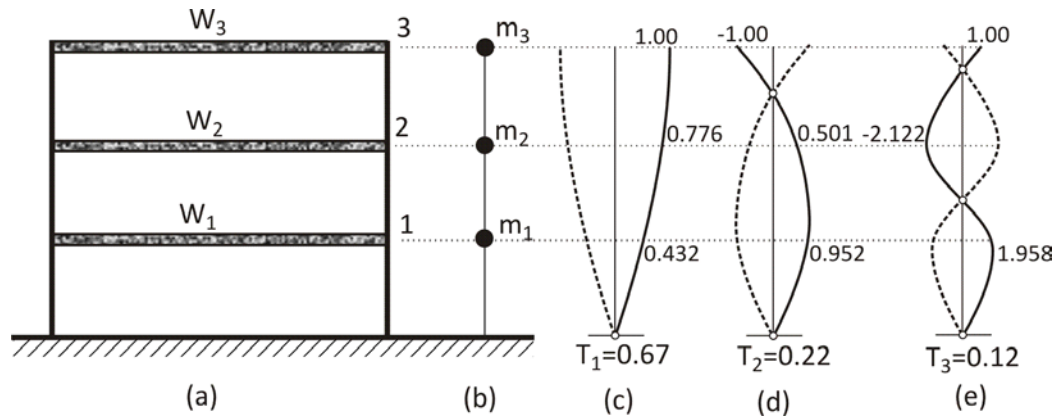 W₃ 3 m₃ 1.00 -1.00 1.00
W₂ 2 m₂ 0.776 0.501 -2.122
W₁ 1 m₁ 0.432 0.952 1.958
T₁=0.67 T₂=0.22 T₃=0.12
(a) (b) (c) (d) (e)